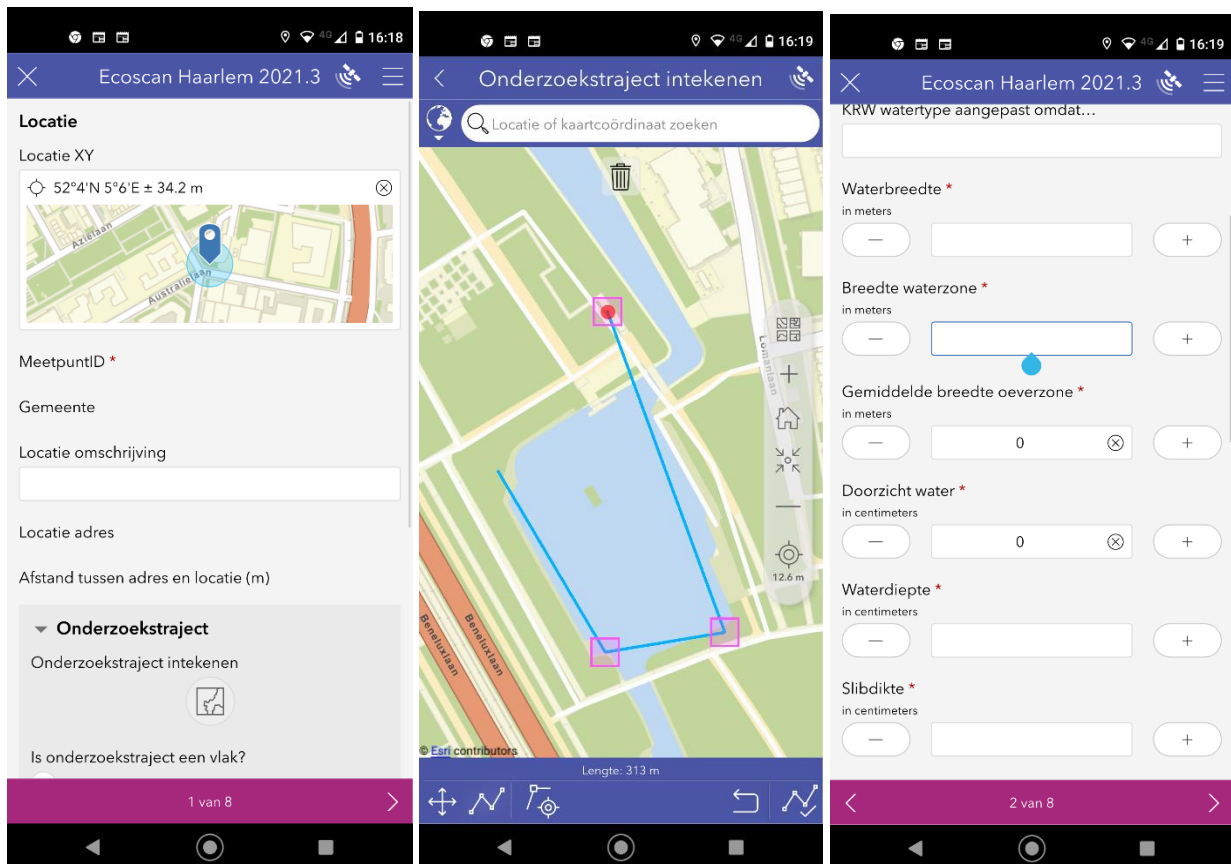 4G 16:18
Ecoscan Haarlem 2021.3
Locatie
Locatie XY
52°4'N 5°6'E ± 34.2 m
Azielaan
Australielaan
MeetpuntID *
Gemeente
Locatie omschrijving
Locatie adres
Afstand tussen adres en locatie (m)
Onderzoekstraject
Onderzoekstraject intekenen
Is onderzoekstraject een vlak?
1 van 8
4G 16:19
Onderzoekstraject intekenen
Locatie of kaartcoördinaat zoeken
Lomanlaan
12.6 m
Beneluxlaan
Beneluxlaan
© Esri contributors
Lengte: 313 m
4G 16:19
Ecoscan Haarlem 2021.3
KRW watertype aangepast omdat...
Waterbreedte *
in meters
Breedte waterzone *
in meters
Gemiddelde breedte oeverzone *
in meters
0
Doorzicht water *
in centimeters
0
Waterdiepte *
in centimeters
Slibdikte *
in centimeters
2 van 8